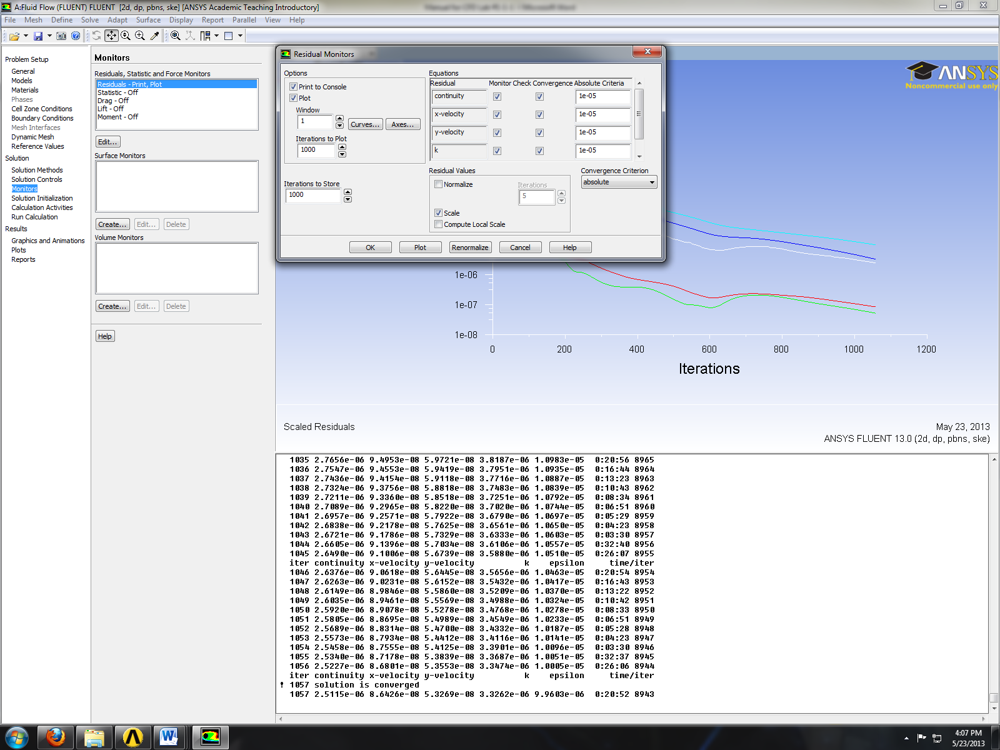 A:Fluid Flow (FLUENT) FLUENT [2d, dp, pbns, ske] [ANSYS Academic Teaching Introductory]
File Mesh Define Solve Adapt Surface Display Report Parallel View Help
Problem Setup
General
Models
Materials
Phases
Cell Zone Conditions
Boundary Conditions
Mesh Interfaces
Dynamic Mesh
Reference Values
Solution
Solution Methods
Solution Controls
Monitors
Solution Initialization
Calculation Activities
Run Calculation
Results
Graphics and Animations
Plots
Reports
Monitors
Residuals, Statistic and Force Monitors
Residuals - Print, Plot
Statistic - Off
Drag - Off
Lift - Off
Moment - Off
Edit...
Surface Monitors
Create... Edit... Delete
Volume Monitors
Create... Edit... Delete
Help
Residual Monitors
Options
Print to Console
Plot
Window
1
Curves... Axes...
Iterations to Plot
1000
Iterations to Store
1000
Equations
Residual Monitor Check Convergence Absolute Criteria
continuity 1e-05
x-velocity 1e-05
y-velocity 1e-05
k 1e-05
Residual Values
Normalize
Iterations
5
Scale
Compute Local Scale
Convergence Criterion
absolute
OK Plot Renormalize Cancel Help
ANSYS
Noncommercial use only
1e-06
1e-07
1e-08
0 200 400 600 800 1000 1200
Iterations
Scaled Residuals
May 23, 2013
ANSYS FLUENT 13.0 (2d, dp, pbns, ske)
1035 2.7656e-06 9.4953e-08 5.9721e-08 3.8187e-06 1.0983e-05 0:20:56 8965
1036 2.7547e-06 9.4553e-08 5.9419e-08 3.7951e-06 1.0935e-05 0:16:44 8964
1037 2.7436e-06 9.4154e-08 5.9118e-08 3.7716e-06 1.0887e-05 0:13:23 8963
1038 2.7324e-06 9.3756e-08 5.8818e-08 3.7483e-06 1.0839e-05 0:10:43 8962
1039 2.7211e-06 9.3360e-08 5.8518e-08 3.7251e-06 1.0792e-05 0:08:34 8961
1040 2.7089e-06 9.2965e-08 5.8220e-08 3.7020e-06 1.0744e-05 0:06:51 8960
1041 2.6957e-06 9.2571e-08 5.7922e-08 3.6790e-06 1.0697e-05 0:05:29 8959
1042 2.6838e-06 9.2178e-08 5.7625e-08 3.6561e-06 1.0650e-05 0:04:23 8958
1043 2.6721e-06 9.1786e-08 5.7329e-08 3.6333e-06 1.0603e-05 0:03:30 8957
1044 2.6605e-06 9.1396e-08 5.7034e-08 3.6106e-06 1.0557e-05 0:32:40 8956
1045 2.6490e-06 9.1006e-08 5.6739e-08 3.5880e-06 1.0510e-05 0:26:07 8955
iter continuity x-velocity y-velocity k epsilon time/iter
1046 2.6376e-06 9.0618e-08 5.6445e-08 3.5656e-06 1.0463e-05 0:20:54 8954
1047 2.6263e-06 9.0231e-08 5.6152e-08 3.5432e-06 1.0417e-05 0:16:43 8953
1048 2.6149e-06 8.9846e-08 5.5860e-08 3.5209e-06 1.0370e-05 0:13:22 8952
1049 2.6035e-06 8.9461e-08 5.5569e-08 3.4988e-06 1.0324e-05 0:10:42 8951
1050 2.5920e-06 8.9078e-08 5.5278e-08 3.4768e-06 1.0278e-05 0:08:33 8950
1051 2.5805e-06 8.8695e-08 5.4989e-08 3.4549e-06 1.0233e-05 0:06:51 8949
1052 2.5689e-06 8.8314e-08 5.4700e-08 3.4332e-06 1.0187e-05 0:05:28 8948
1053 2.5573e-06 8.7934e-08 5.4412e-08 3.4116e-06 1.0141e-05 0:04:23 8947
1054 2.5458e-06 8.7555e-08 5.4125e-08 3.3901e-06 1.0096e-05 0:03:30 8946
1055 2.5340e-06 8.7178e-08 5.3839e-08 3.3687e-06 1.0051e-05 0:32:37 8945
1056 2.5227e-06 8.6801e-08 5.3553e-08 3.3474e-06 1.0005e-05 0:26:06 8944
iter continuity x-velocity y-velocity k epsilon time/iter
! 1057 solution is converged
1057 2.5115e-06 8.6426e-08 5.3269e-08 3.3262e-06 9.9603e-06 0:20:52 8943
4:07 PM
5/23/2013